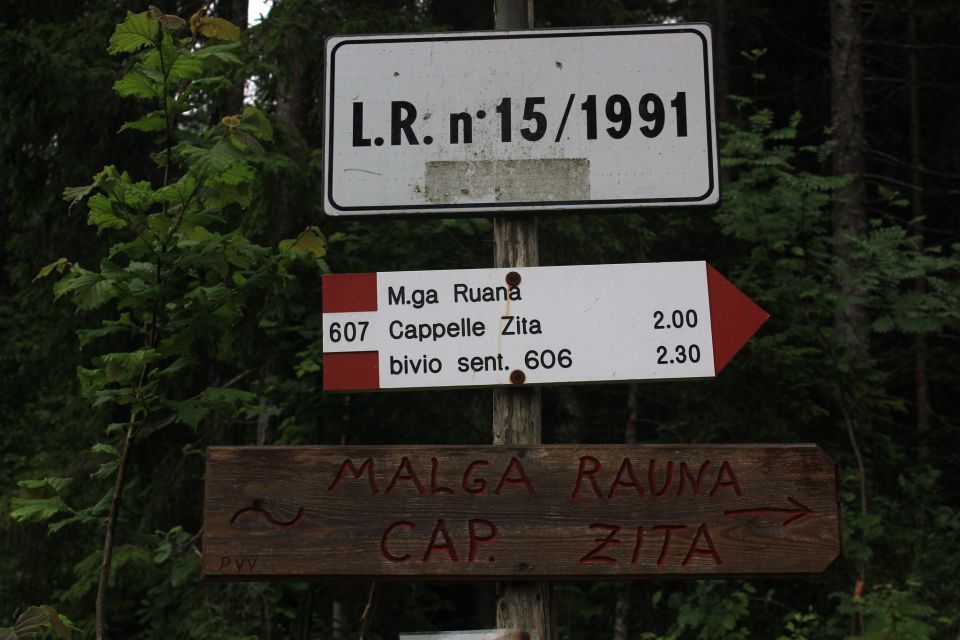 L.R. n° 15/1991
M.ga Ruana
607 Cappelle Zita 2.00
bivio sent. 606 2.30
MALGA RAUNA
CAP. ZITA
PVV